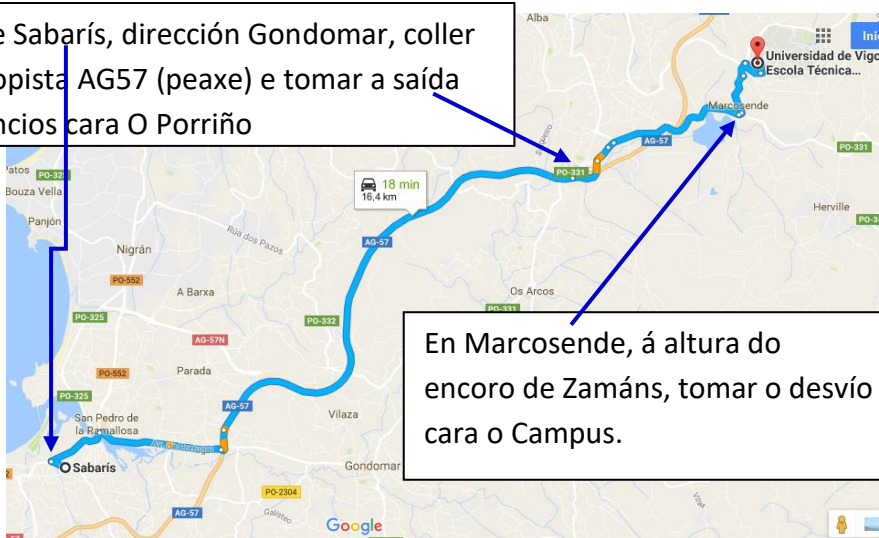 Sabarís, dirección Gondomar, coller
AG57 (peaxe) e tomar a saída
cara O Porriño
Alba
Universidad de Vigo
Escola Técnica...
Marcosende
AG-57
PO-331
PO-331
18 min
16,4 km
Bouza Vella
Panjón
Nigrán
Rúa dos Pazos
AG-57
Herville
PO-552
A Barxa
Os Arcos
PO-331
PO-325
PO-332
AG-57N
En Marcosende, á altura do
encoro de Zamáns, tomar o desvío
cara o Campus.
PO-552
Parada
PO-325
AG-57
San Pedro de
la Ramallosa
Vilaza
Sabarís
Gondomar
PO-2304
AG-57
Google